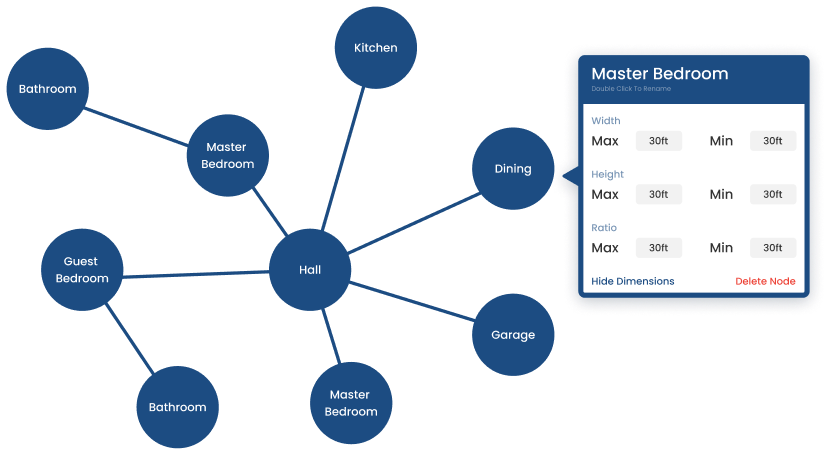 Kitchen
Bathroom
Master
Bedroom
Dining
Guest
Bedroom
Hall
Garage
Master
Bedroom
Bathroom
Master Bedroom
Double Click To Rename
Width
Max 30ft Min 30ft
Height
Max 30ft Min 30ft
Ratio
Max 30ft Min 30ft
Hide Dimensions Delete Node